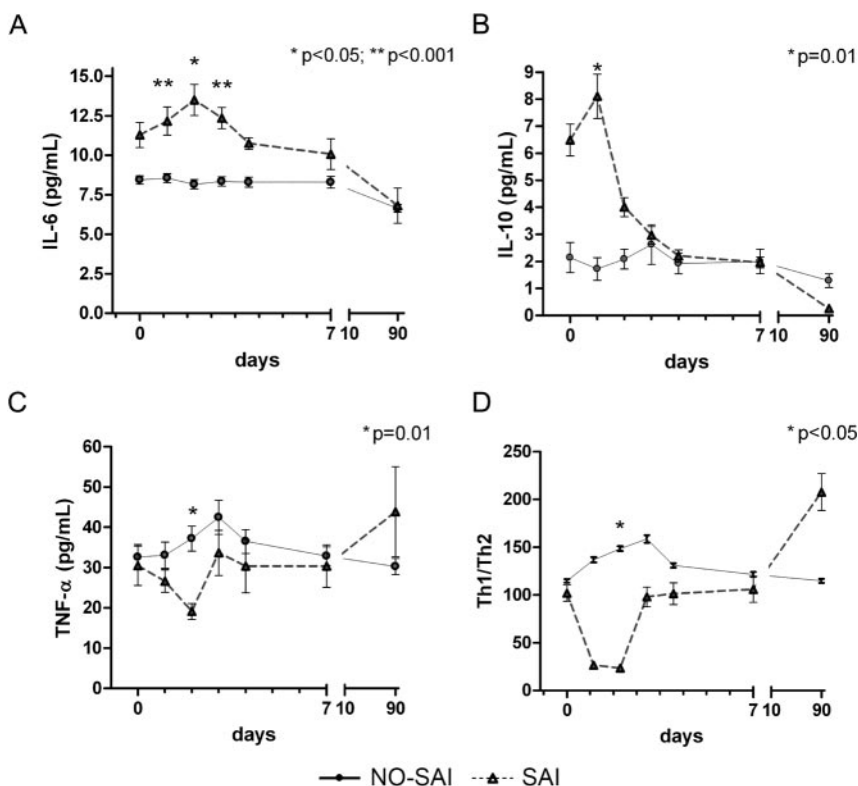 A
* p<0.05; ** p<0.001
IL-6 (pg/mL)
15.0
12.5
10.0
7.5
5.0
2.5
0.0
** * **
0 7 10 90
days
B
* p=0.01
IL-10 (pg/mL)
9
8
7
6
5
4
3
2
1
0
*
0 7 10 90
days
C
* p=0.01
TNF-α (pg/mL)
60
50
40
30
20
10
0
*
0 7 10 90
days
D
* p<0.05
Th1/Th2
250
200
150
100
50
0
*
0 7 10 90
days
NO-SAI SAI